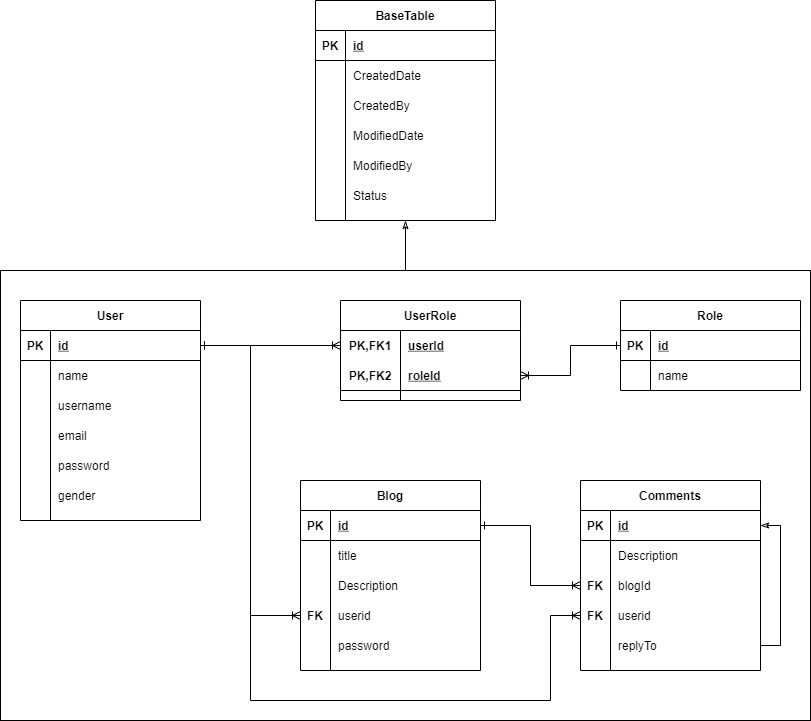 BaseTable
PK id
CreatedDate
CreatedBy
ModifiedDate
ModifiedBy
Status
User
PK id
name
username
email
password
gender
UserRole
PK,FK1 userId
PK,FK2 roleId
Role
PK id
name
Blog
PK id
title
Description
FK userid
password
Comments
PK id
Description
FK blogId
FK userid
replyTo